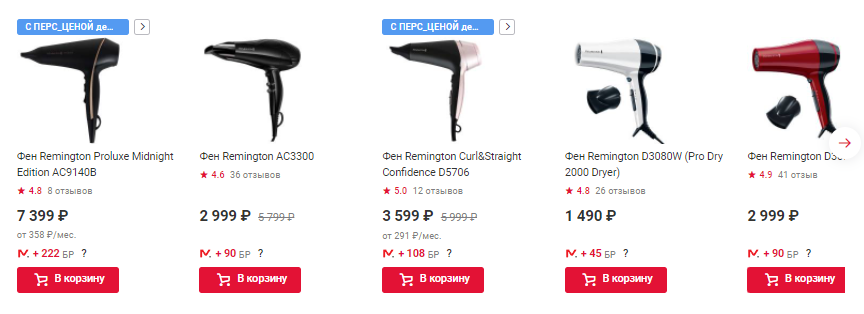 С ПЕРС_ЦЕНОЙ де...
Фен Remington Proluxe Midnight
Edition AC9140B
4.8 8 отзывов
7 399 ₽
от 358 ₽/мес.
+ 222 БР ?
В корзину
Фен Remington AC3300
4.6 36 отзывов
2 999 ₽ 5 799 ₽
+ 90 БР ?
В корзину
С ПЕРС_ЦЕНОЙ де...
Фен Remington Curl&Straight
Confidence D5706
5.0 12 отзывов
3 599 ₽ 5 999 ₽
от 291 ₽/мес.
+ 108 БР ?
В корзину
Фен Remington D3080W (Pro Dry
2000 Dryer)
4.8 26 отзывов
1 490 ₽
+ 45 БР ?
В корзину
Фен Remington
4.9 41 отзыв
2 999 ₽
+ 90 БР ?
В корзину